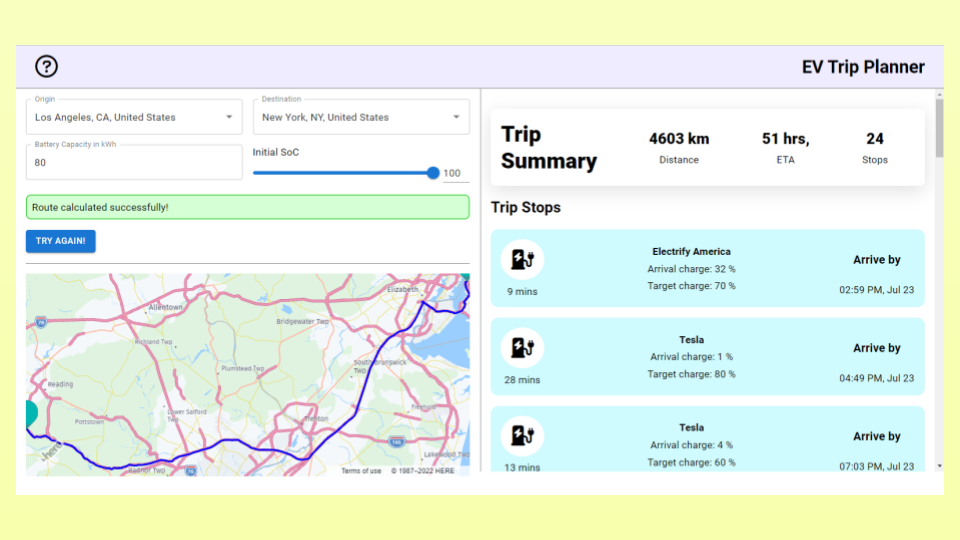 EV Trip Planner
Origin
Los Angeles, CA, United States
Destination
New York, NY, United States
Battery Capacity in kWh
80
Initial SoC
100
Route calculated successfully!
TRY AGAIN!
Elizabeth
Allentown
Bridgewater Twp
Richland Twp
Plumstead Twp
South Brunswick
Twp
Reading
Pottstown
Lower Salford
Twp
Trenton
Freehold
Lakewood Tw
Radnor Twp
here
Terms of use © 1987–2022 HERE
Trip
Summary
4603 km
Distance
51 hrs,
ETA
24
Stops
Trip Stops
9 mins
Electrify America
Arrival charge: 32 %
Target charge: 70 %
Arrive by
02:59 PM, Jul 23
28 mins
Tesla
Arrival charge: 1 %
Target charge: 80 %
Arrive by
04:49 PM, Jul 23
13 mins
Tesla
Arrival charge: 4 %
Target charge: 60 %
Arrive by
07:03 PM, Jul 23